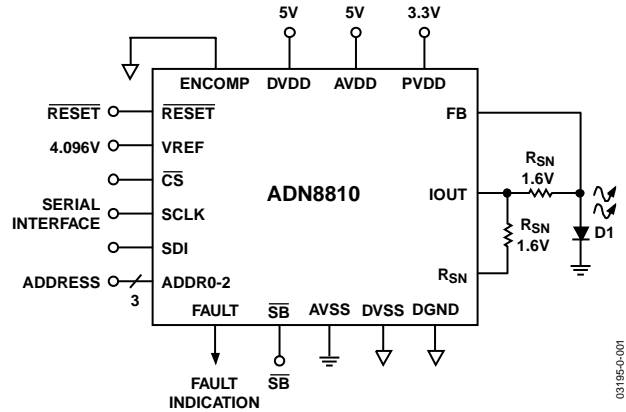 5V 5V 3.3V
ENCOMP DVDD AVDD PVDD
RESET RESET FB
4.096V VREF
RSN
1.6V
CS
ADN8810 IOUT
SERIAL
INTERFACE SCLK
RSN
1.6V D1
SDI
RSN
ADDRESS 3 ADDR0-2
FAULT SB AVSS DVSS DGND
FAULT
INDICATION SB
03195-0-001